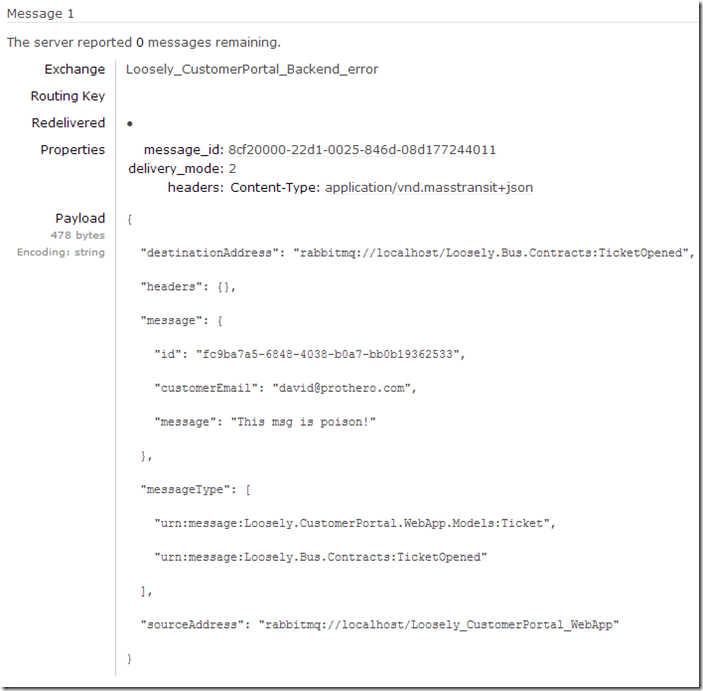 Message 1
The server reported 0 messages remaining.
Exchange Loosely_CustomerPortal_Backend_error
Routing Key
Redelivered ●
Properties message_id: 8cf20000-22d1-0025-846d-08d177244011
delivery_mode: 2
headers: Content-Type: application/vnd.masstransit+json
Payload {
478 bytes
Encoding: string
"destinationAddress": "rabbitmq://localhost/Loosely.Bus.Contracts:TicketOpened",
"headers": {},
"message": {
"id": "fc9ba7a5-6848-4038-b0a7-bb0b19362533",
"customerEmail": "david@prothero.com",
"message": "This msg is poison!"
},
"messageType": [
"urn:message:Loosely.CustomerPortal.WebApp.Models:Ticket",
"urn:message:Loosely.Bus.Contracts:TicketOpened"
],
"sourceAddress": "rabbitmq://localhost/Loosely_CustomerPortal_WebApp"
}